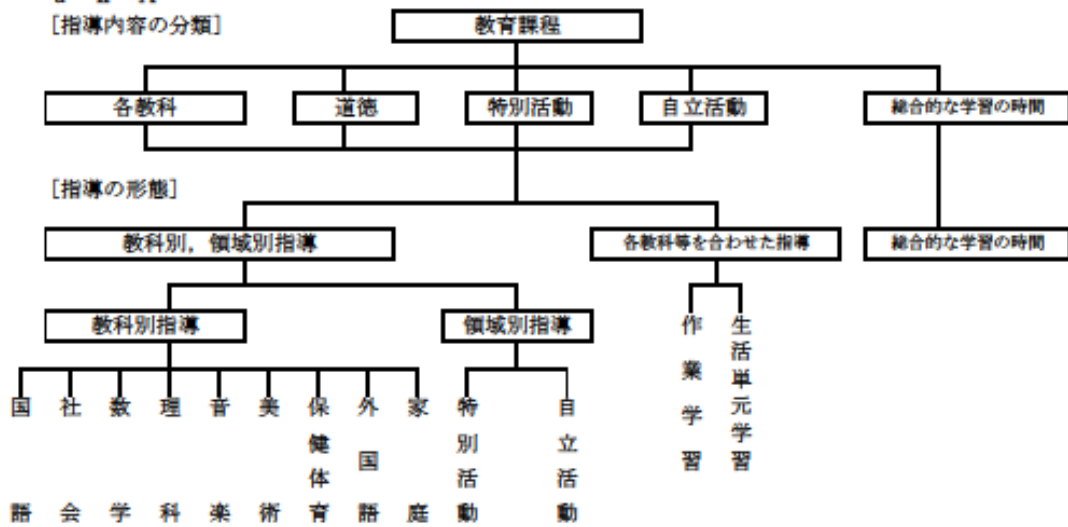 [指導内容の分類]
教育課程
各教科
道徳
特別活動
自立活動
総合的な学習の時間
[指導の形態]
教科別，領域別指導
各教科等を合わせた指導
総合的な学習の時間
教科別指導
領域別指導
国語
社会
数学
理科
音楽
美術
保健体育
外国語
家庭
特別活動
自立活動
作業学習
生活単元学習